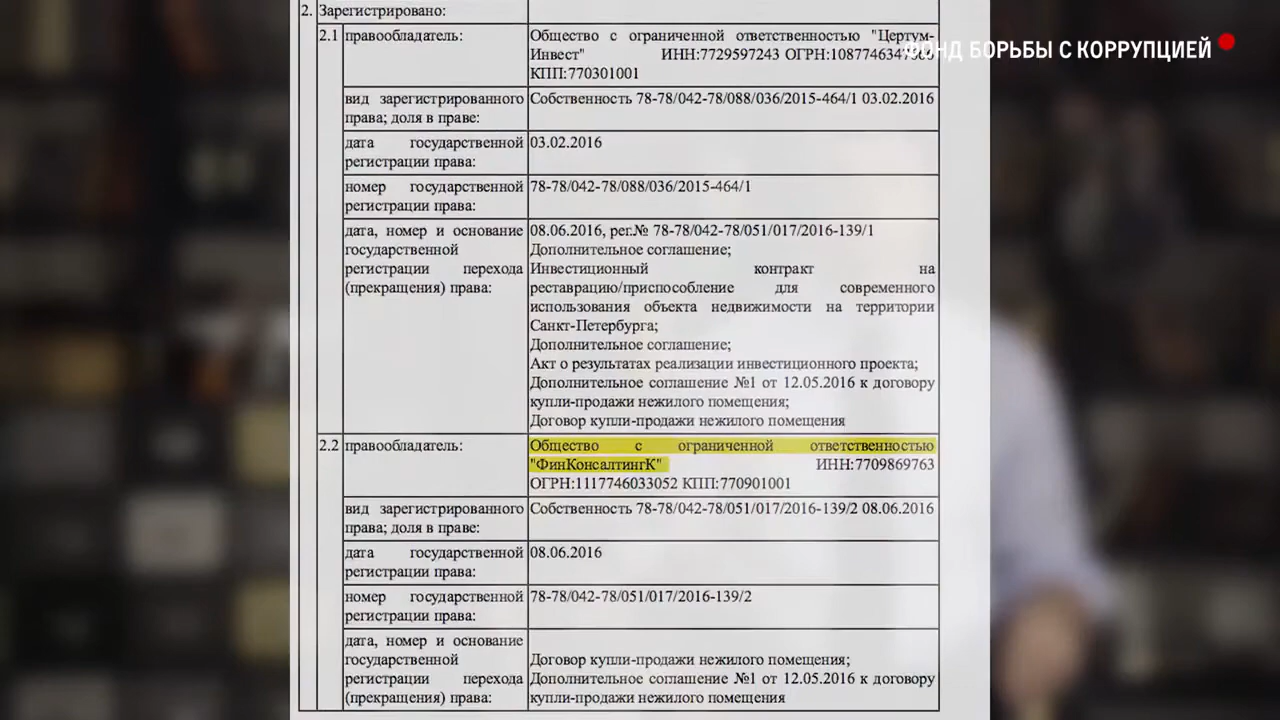 ФОНД БОРЬБЫ С КОРРУПЦИЕЙ
2. Зарегистрировано:
2.1 правообладатель: Общество с ограниченной ответственностью "Цертум-
Инвест" ИНН:7729597243
КПП:770301001
вид зарегистрированного Собственность 78-78/042-78/088/036/2015-464/1 03.02.2016
права; доля в праве:
дата государственной 03.02.2016
регистрации права:
номер государственной 78-78/042-78/088/036/2015-464/1
регистрации права:
дата, номер и основание 08.06.2016, рег.№ 78-78/042-78/051/017/2016-139/1
государственной Дополнительное соглашение;
регистрации перехода Инвестиционный контракт на
(прекращения) права: реставрацию/приспособление для современного
использования объекта недвижимости на территории
Санкт-Петербурга;
Дополнительное соглашение;
Акт о результатах реализации инвестиционного проекта;
Дополнительное соглашение №1 от 12.05.2016 к договору
купли-продажи нежилого помещения;
Договор купли-продажи нежилого помещения
2.2 правообладатель: Общество с ограниченной ответственностью
"ФинКонсалтингК" ИНН:7709869763
ОГРН:1117746033052 КПП:770901001
вид зарегистрированного Собственность 78-78/042-78/051/017/2016-139/2 08.06.2016
права; доля в праве:
дата государственной 08.06.2016
регистрации права:
номер государственной 78-78/042-78/051/017/2016-139/2
регистрации права:
дата, номер и основание
государственной Договор купли-продажи нежилого помещения;
регистрации перехода Дополнительное соглашение №1 от 12.05.2016 к договору
(прекращения) права: купли-продажи нежилого помещения